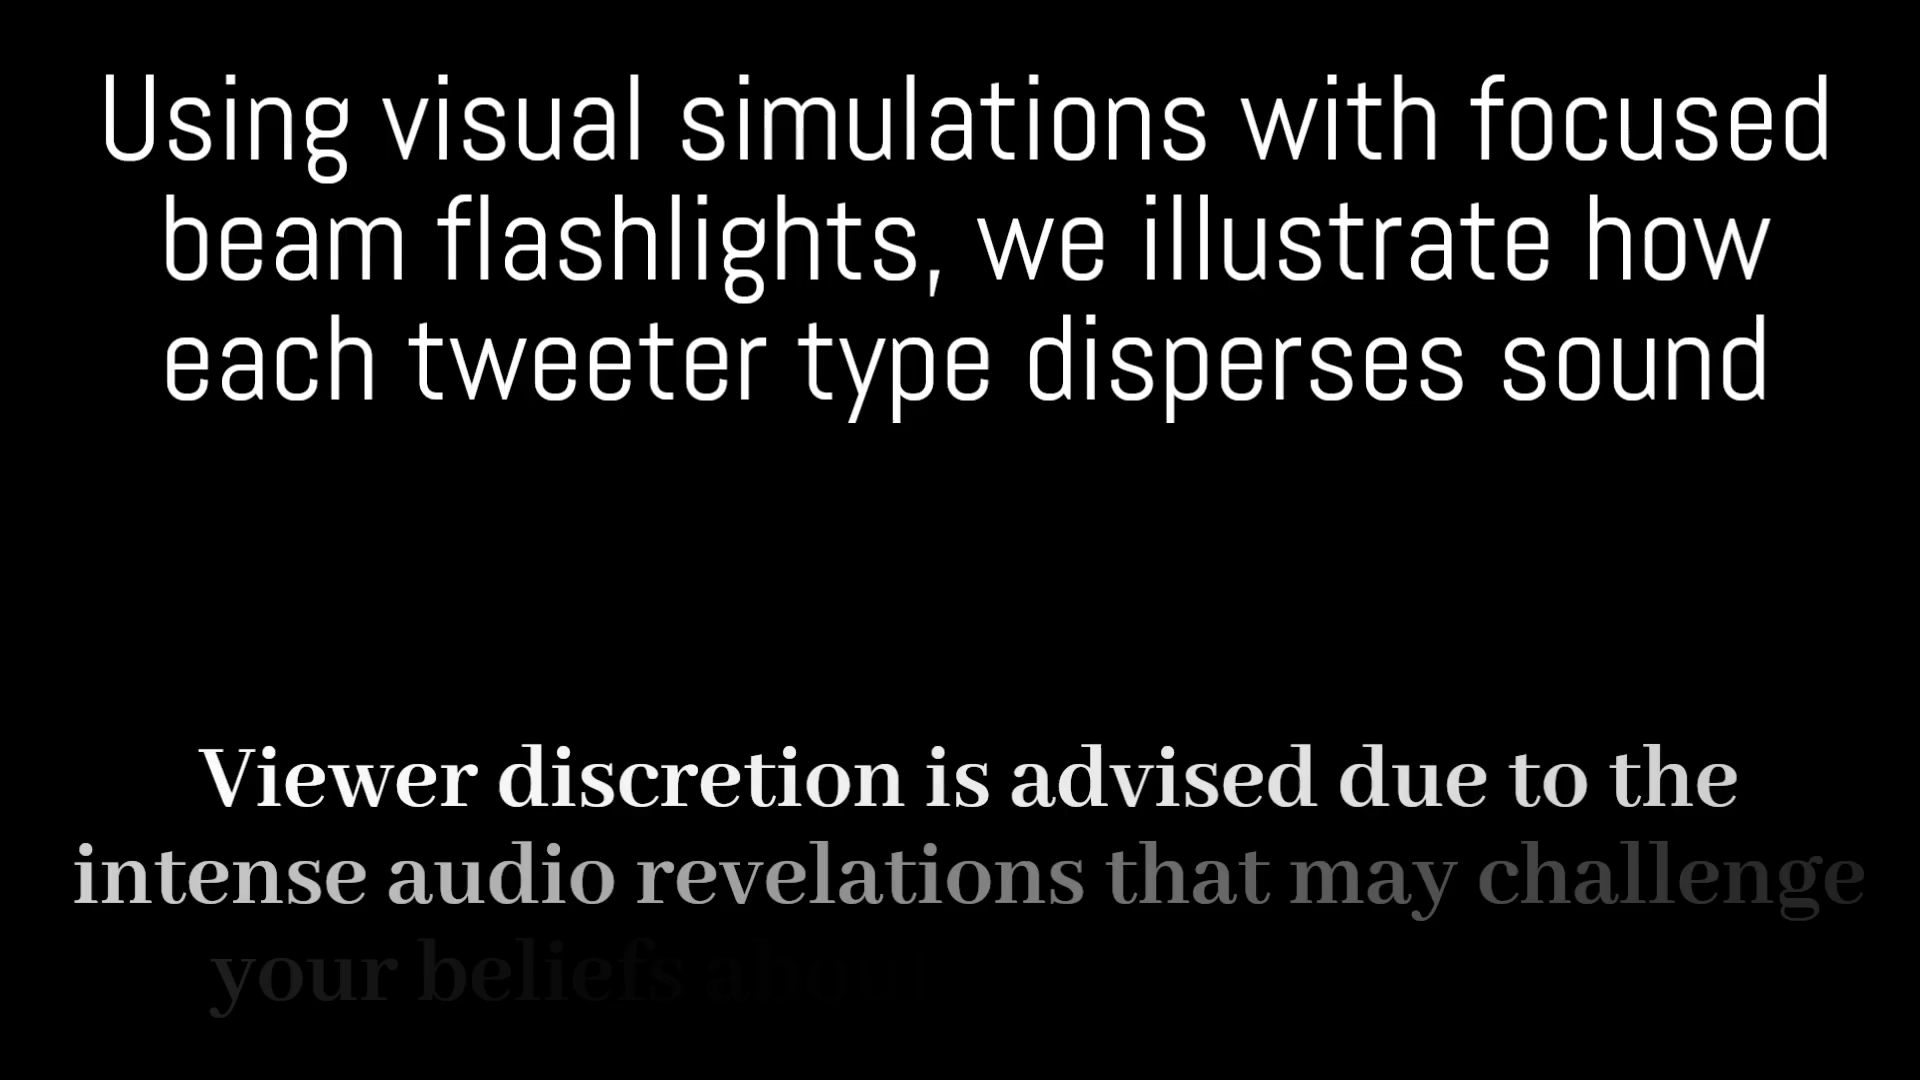 Using visual simulations with focused
beam flashlights, we illustrate how
each tweeter type disperses sound
Viewer discretion is advised due to the
intense audio revelations that may challenge
your beliefs about